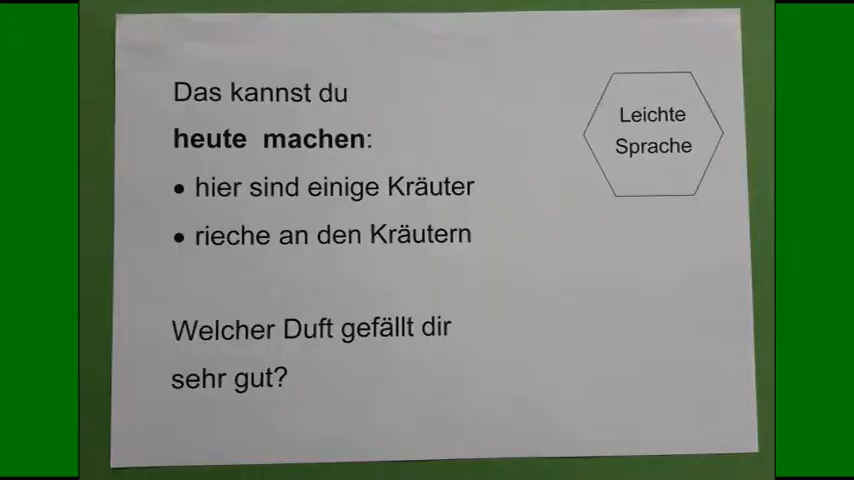 Das kannst du
heute machen:
• hier sind einige Kräuter
• rieche an den Kräutern
Welcher Duft gefällt dir
sehr gut?
Leichte
Sprache